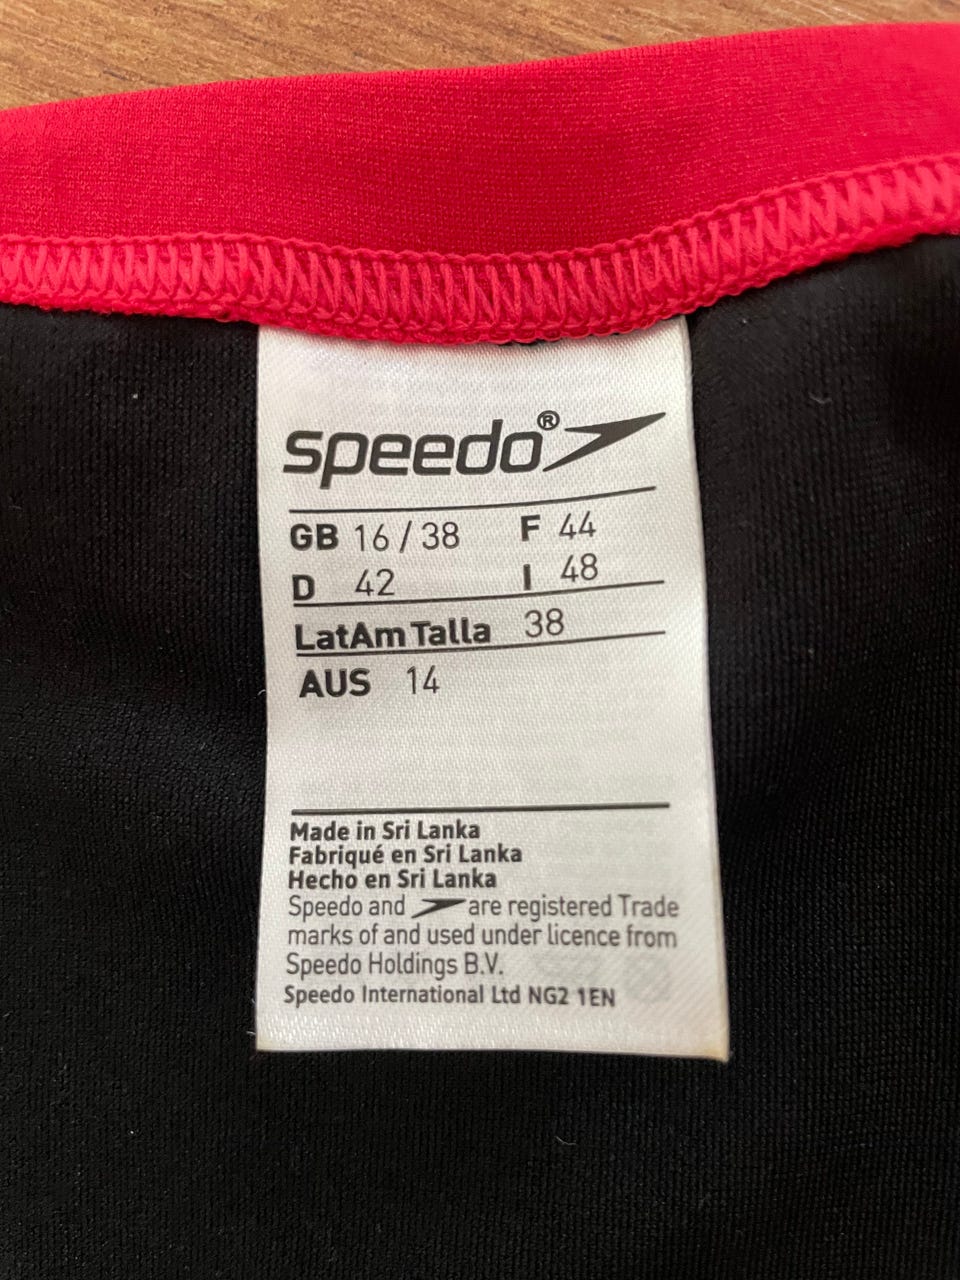 speedo®
GB 16 / 38 F 44
D 42 I 48
LatAm Talla 38
AUS 14
Made in Sri Lanka
Fabriqué en Sri Lanka
Hecho en Sri Lanka
Speedo and are registered Trade
marks of and used under licence from
Speedo Holdings B.V.
Speedo International Ltd NG2 1EN